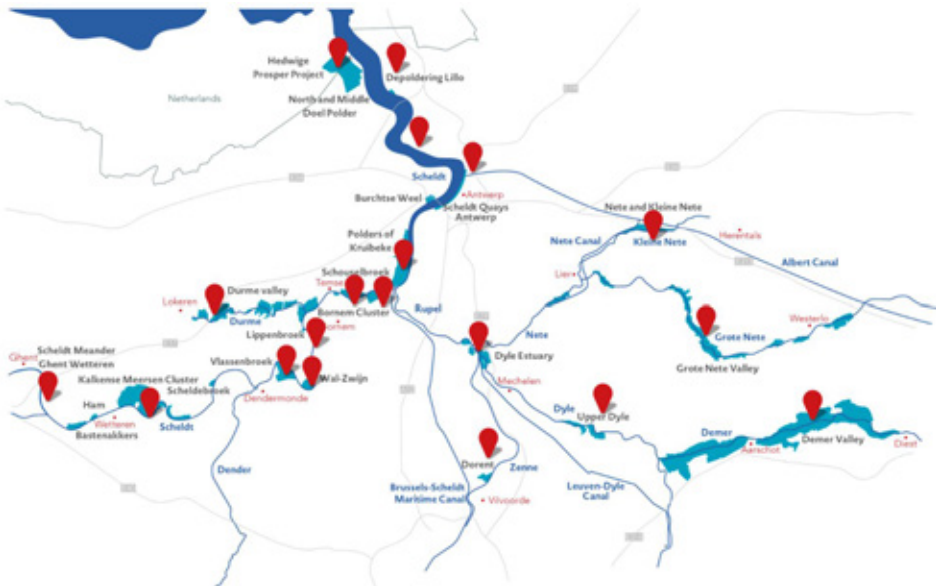 Hedwige
Prosper Project
Depoldering Lillo
Netherlands
North and Middle
Doel Polder
Scheldt
Antwerp
Burchtse Weel
Scheldt Quays
Antwerp
Nete and Kleine Nete
Polders of
Kruibeke
Nete Canal
Kleine Nete
Herentals
Albert Canal
Schouselbroek
Lier
Durme valley
Temse
Lokeren
Durme
Bornem Cluster
Rupel
Westerlo
Lippenbroek
Bornem
Nete
Grote Nete
Scheldt Meander
Ghent Wetteren
Ghent
Vlassenbroek
Dyle Estuary
Grote Nete Valley
Kalkense Meersen Cluster
Wal-Zwijn
Scheldebroek
Mechelen
Dendermonde
Ham
Wetteren
Bastenakkers
Scheldt
Dyle
Upper Dyle
Demer
Demer Valley
Aarschot
Diest
Dender
Dorent
Zenne
Brussels-Scheldt
Maritime Canal
Vilvoorde
Leuven-Dyle
Canal